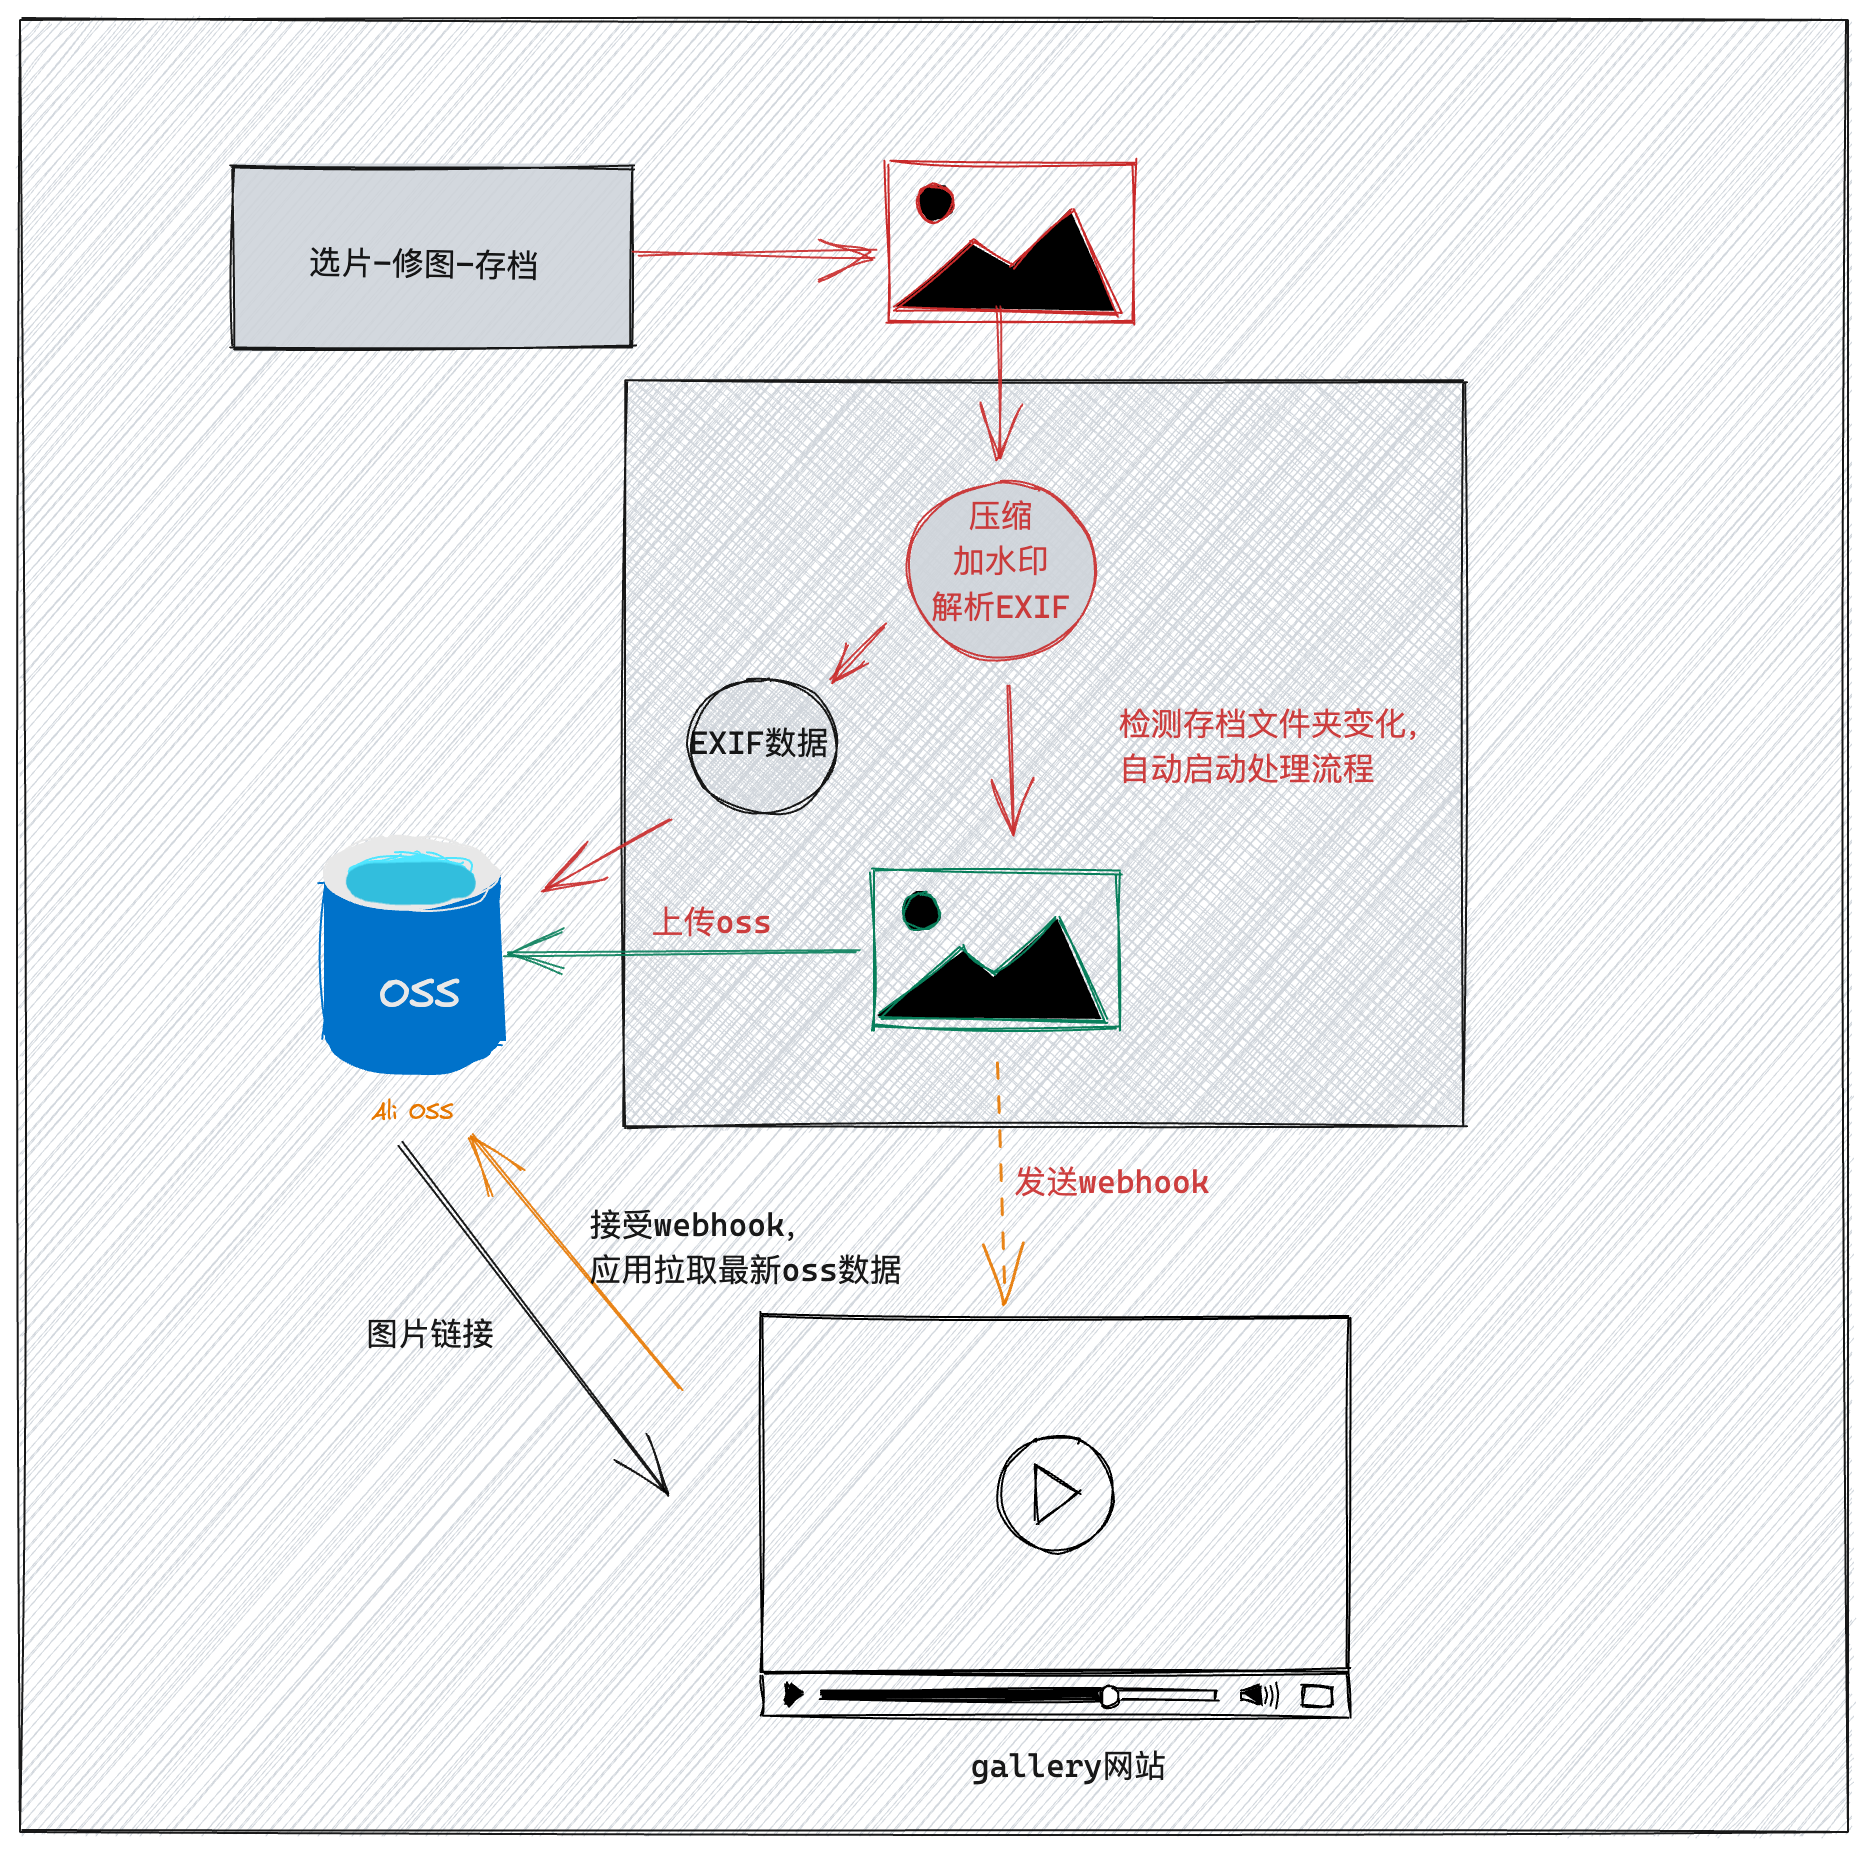 选片-修图-存档
压缩
加水印
解析EXIF
EXIF数据
检测存档文件夹变化，
自动启动处理流程
上传oss
OSS
Ali OSS
发送webhook
接受webhook，
应用拉取最新oss数据
图片链接
gallery网站